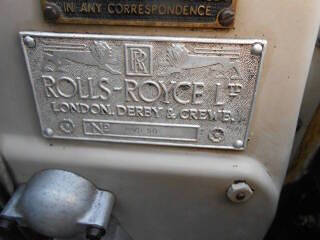 IN ANY CORRESPONDENCE
RR
ROLLS-ROYCE LTD
LONDON, DERBY & CREWE.
No